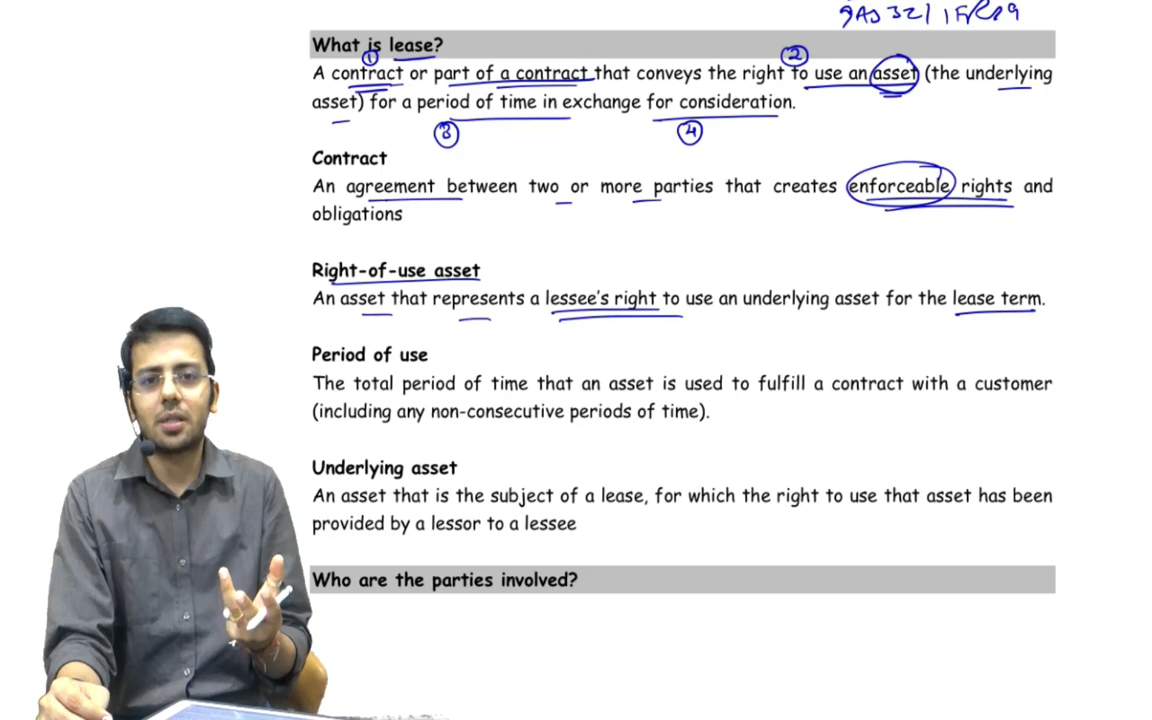 What is lease?
①
②
A contract or part of a contract that conveys the right to use an asset (the underlying
asset) for a period of time in exchange for consideration.
③
④
Contract
An agreement between two or more parties that creates enforceable rights and
obligations
Right-of-use asset
An asset that represents a lessee's right to use an underlying asset for the lease term.
Period of use
The total period of time that an asset is used to fulfill a contract with a customer
(including any non-consecutive periods of time).
Underlying asset
An asset that is the subject of a lease, for which the right to use that asset has been
provided by a lessor to a lessee
Who are the parties involved?